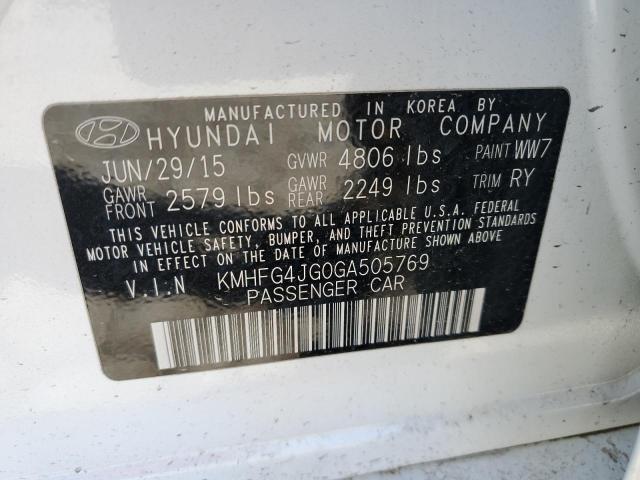 MANUFACTURED IN KOREA BY
HYUNDAI MOTOR COMPANY
JUN/29/15 GVWR 4806 lbs PAINT WW7
GAWR FRONT 2579 lbs GAWR REAR 2249 lbs TRIM RY
THIS VEHICLE CONFORMS TO ALL APPLICABLE U.S.A. FEDERAL
MOTOR VEHICLE SAFETY, BUMPER, AND THEFT PREVENTION STANDARDS
IN EFFECT ON THE DATE OF MANUFACTURE SHOWN ABOVE.
V.I.N KMHFG4JG0GA505769
PASSENGER CAR